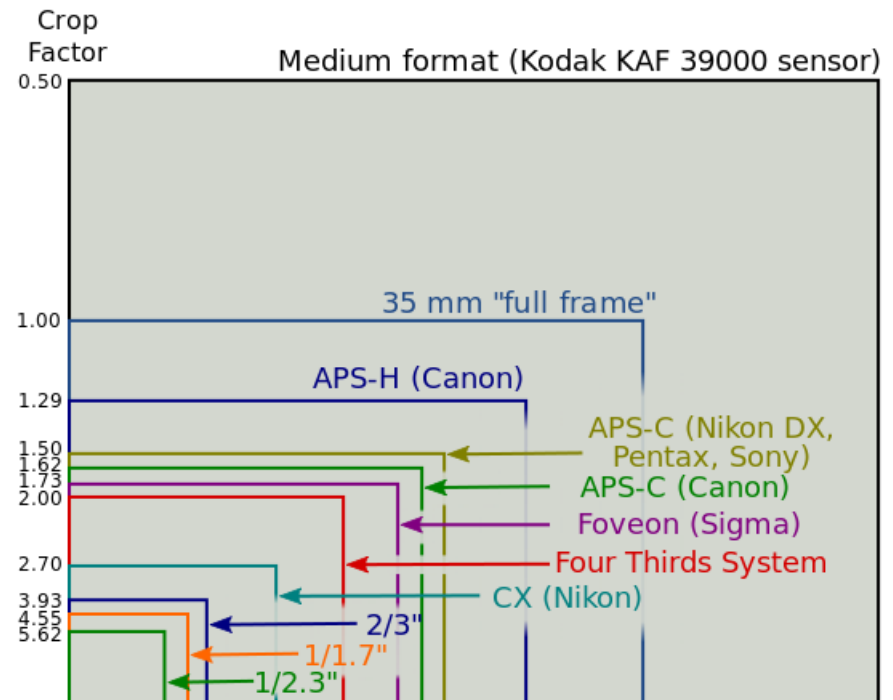 Crop
Factor
Medium format (Kodak KAF 39000 sensor)
0.50
35 mm "full frame"
1.00
APS-H (Canon)
1.29
APS-C (Nikon DX,
Pentax, Sony)
1.50
1.62
APS-C (Canon)
1.73
2.00
Foveon (Sigma)
Four Thirds System
2.70
CX (Nikon)
3.93
2/3"
4.55
5.62
1/1.7"
1/2.3"